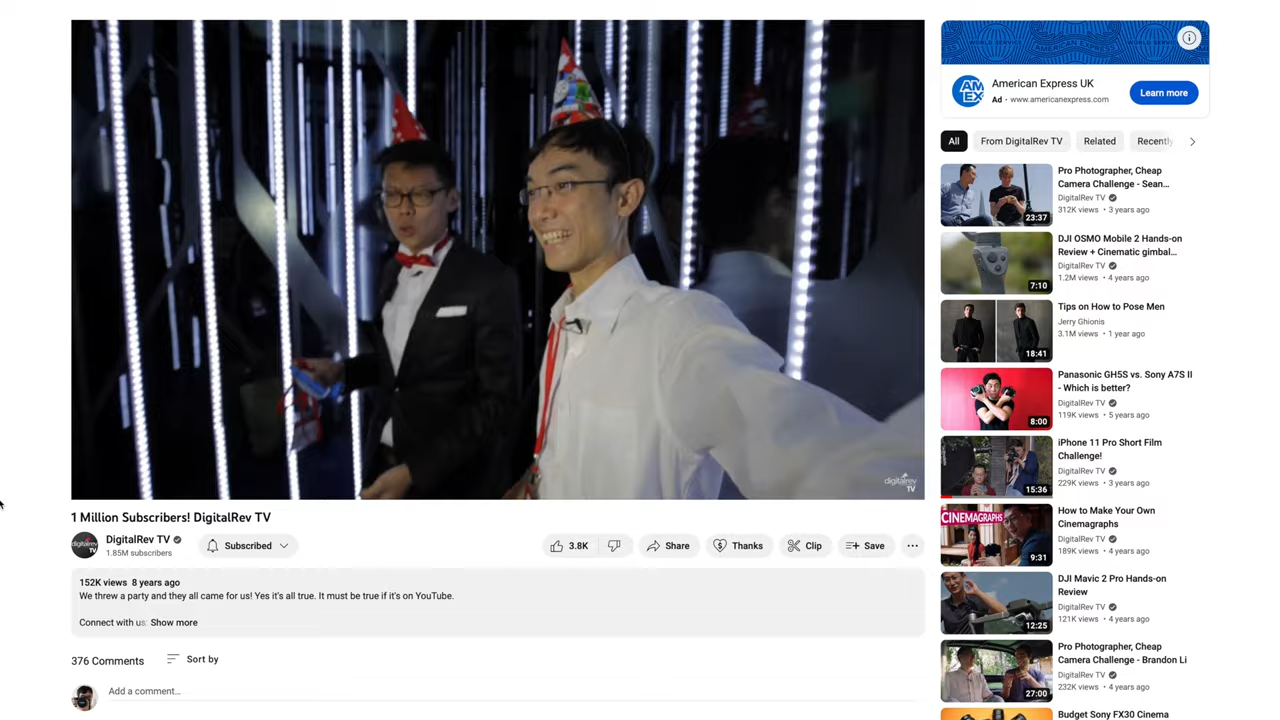 digitalrev
TV
1 Million Subscribers! DigitalRev TV
digitalrev
TV
DigitalRev TV
1.85M subscribers
Subscribed
3.8K
Share
Thanks
Clip
Save
152K views 8 years ago
We threw a party and they all came for us! Yes it's all true. It must be true if it's on YouTube.
Connect with us: Show more
376 Comments
Sort by
Add a comment...
WORLD SERVICE
AMERICAN EXPRESS
WORLD SERVICE
AM
EX
American Express UK
Ad · www.americanexpress.com
Learn more
All
From DigitalRev TV
Related
Recently
23:37
Pro Photographer, Cheap
Camera Challenge - Sean...
DigitalRev TV
312K views · 3 years ago
7:10
DJI OSMO Mobile 2 Hands-on
Review + Cinematic gimbal...
DigitalRev TV
1.2M views · 4 years ago
18:41
Tips on How to Pose Men
Jerry Ghionis
3.1M views · 1 year ago
8:00
Panasonic GH5S vs. Sony A7S II
- Which is better?
DigitalRev TV
119K views · 5 years ago
15:36
iPhone 11 Pro Short Film
Challenge!
DigitalRev TV
229K views · 3 years ago
CINEMAGRAPHS
9:31
How to Make Your Own
Cinemagraphs
DigitalRev TV
189K views · 4 years ago
12:25
DJI Mavic 2 Pro Hands-on
Review
DigitalRev TV
121K views · 4 years ago
27:00
Pro Photographer, Cheap
Camera Challenge - Brandon Li
DigitalRev TV
232K views · 4 years ago
Budget Sony FX30 Cinema